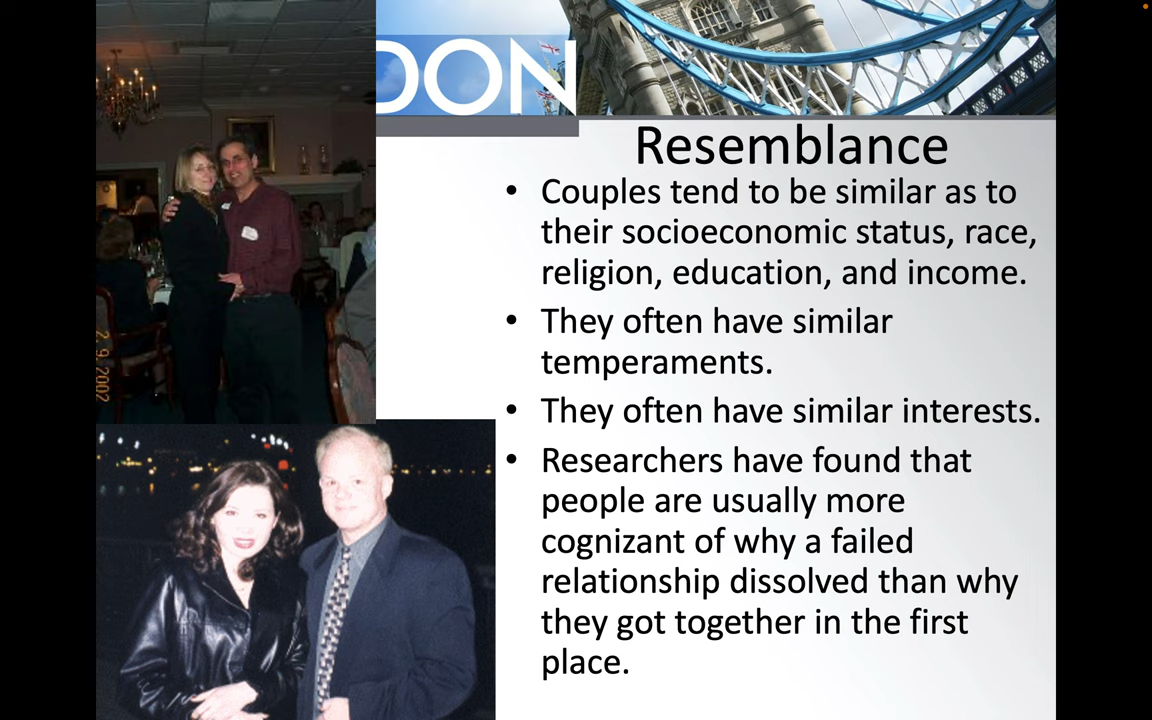 DON
Resemblance
• Couples tend to be similar as to
their socioeconomic status, race,
religion, education, and income.
• They often have similar
temperaments.
• They often have similar interests.
• Researchers have found that
people are usually more
cognizant of why a failed
relationship dissolved than why
they got together in the first
place.
2 9 2002